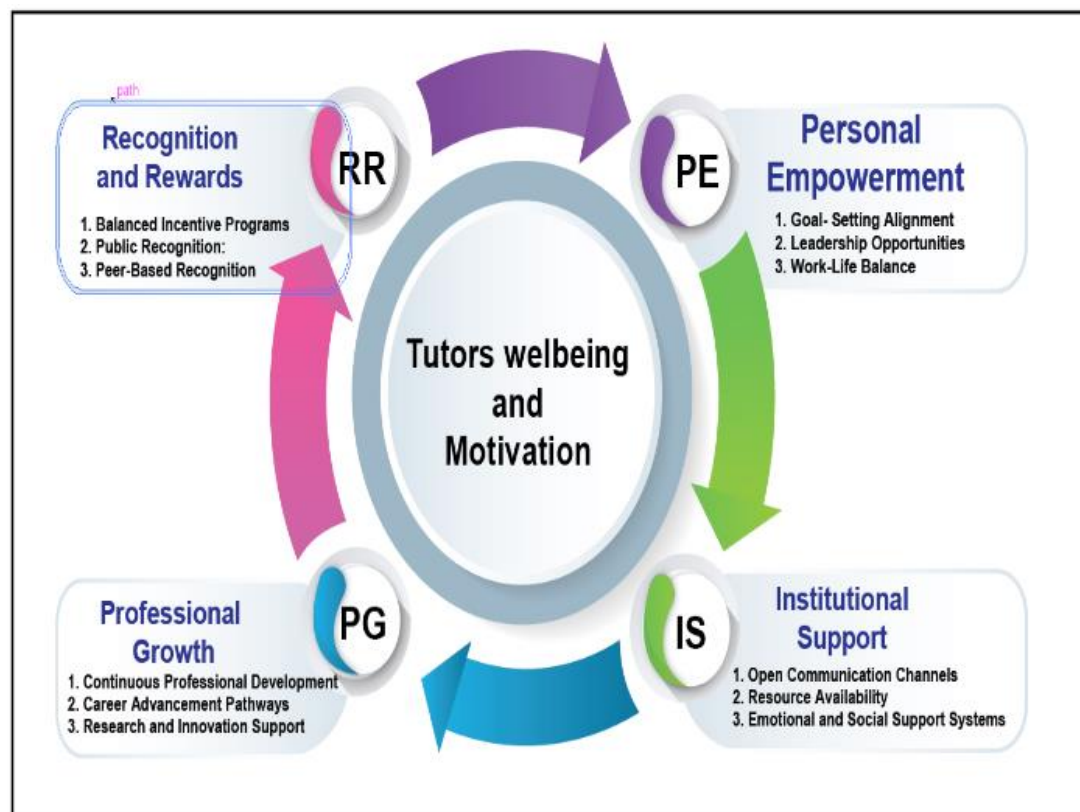 path
Recognition
and Rewards
1. Balanced Incentive Programs
2. Public Recognition:
3. Peer-Based Recognition
RR
PE
Personal
Empowerment
1. Goal- Setting Alignment
2. Leadership Opportunities
3. Work-Life Balance
Tutors welbeing
and
Motivation
Professional
Growth
1. Continuous Professional Development
2. Career Advancement Pathways
3. Research and Innovation Support
PG
IS
Institutional
Support
1. Open Communication Channels
2. Resource Availability
3. Emotional and Social Support Systems